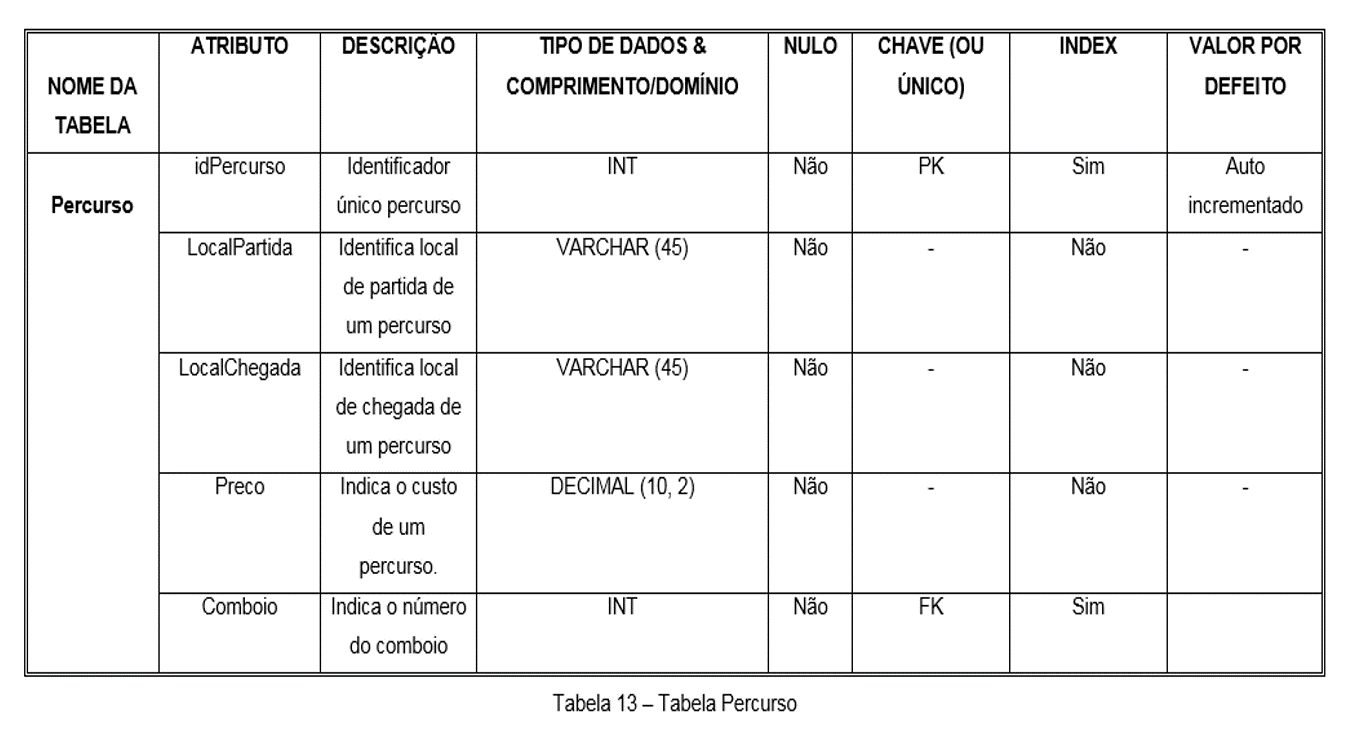 ATRIBUTO DESCRIÇÃO TIPO DE DADOS & NULO CHAVE (OU INDEX VALOR POR
NOME DA COMPRIMENTO/DOMÍNIO ÚNICO) DEFEITO
TABELA
idPercurso Identificador INT Não PK Sim Auto
Percurso único percurso incrementado
LocalPartida Identifica local VARCHAR (45) Não - Não -
de partida de
um percurso
LocalChegada Identifica local VARCHAR (45) Não - Não -
de chegada de
um percurso
Preco Indica o custo DECIMAL (10, 2) Não - Não -
de um
percurso.
Comboio Indica o número INT Não FK Sim
do comboio
Tabela 13 – Tabela Percurso